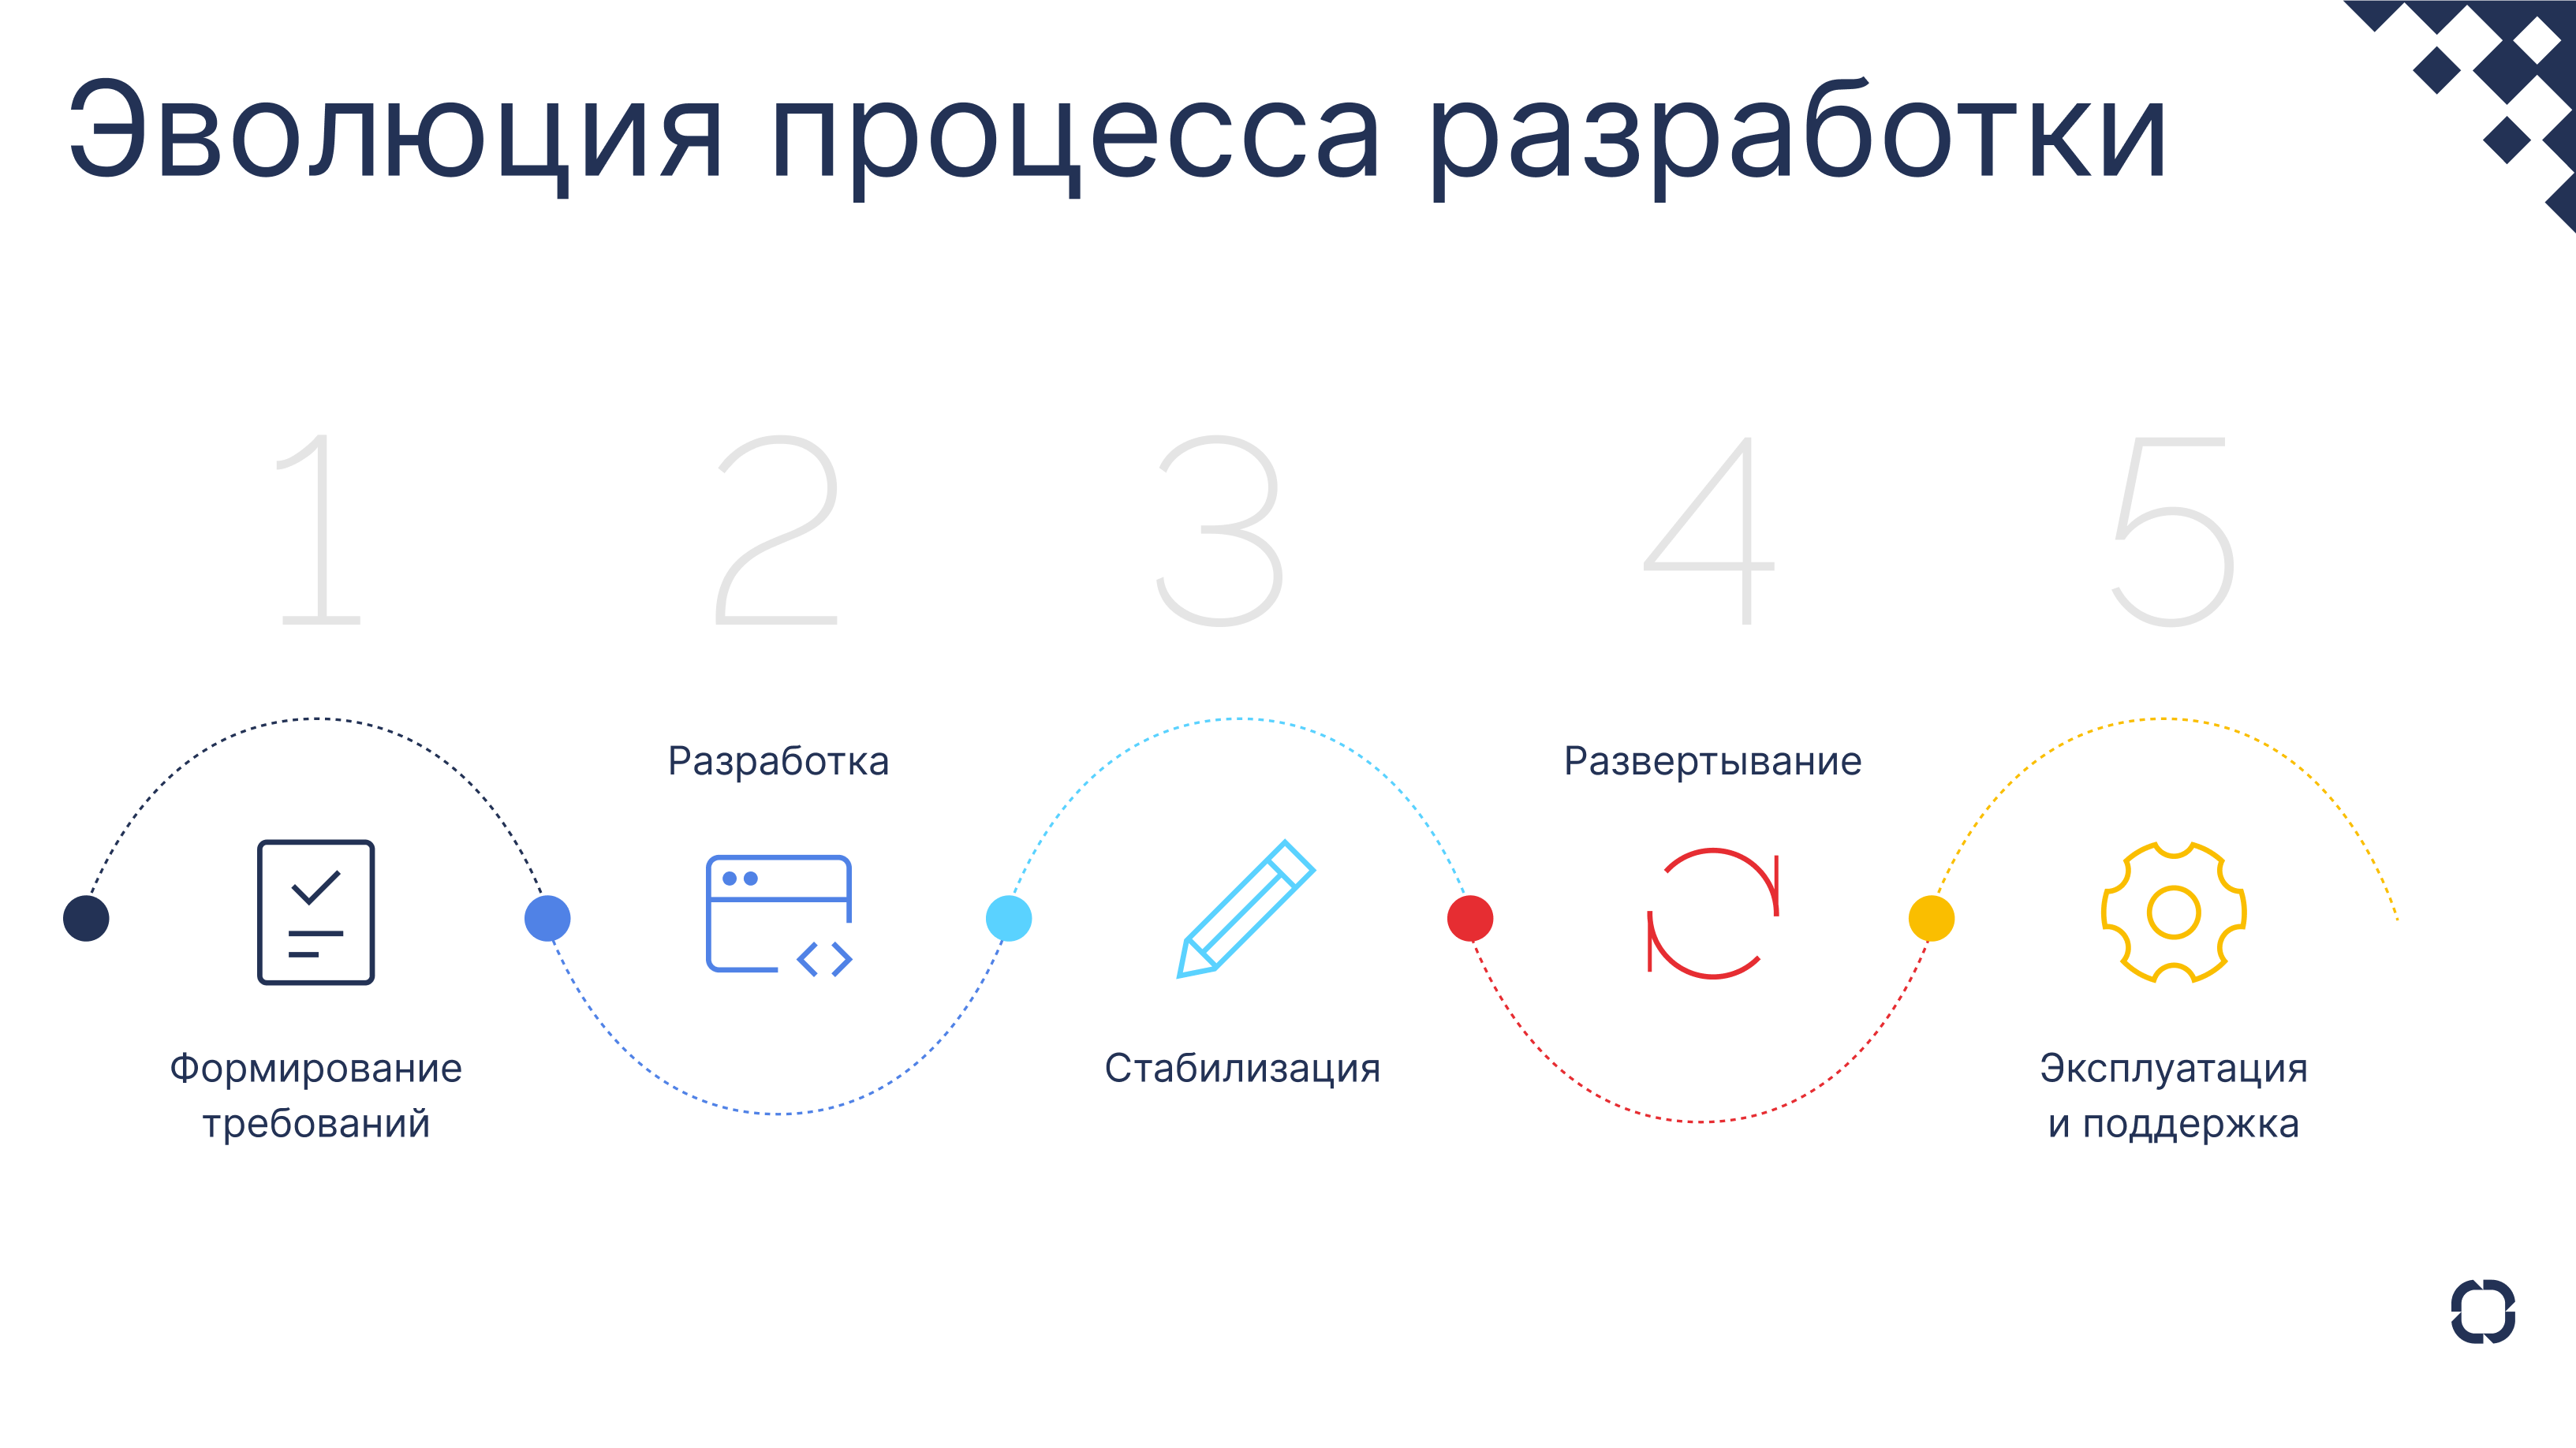 Эволюция процесса разработки
1
Формирование
требований
2
Разработка
3
Стабилизация
4
Развертывание
5
Эксплуатация
и поддержка